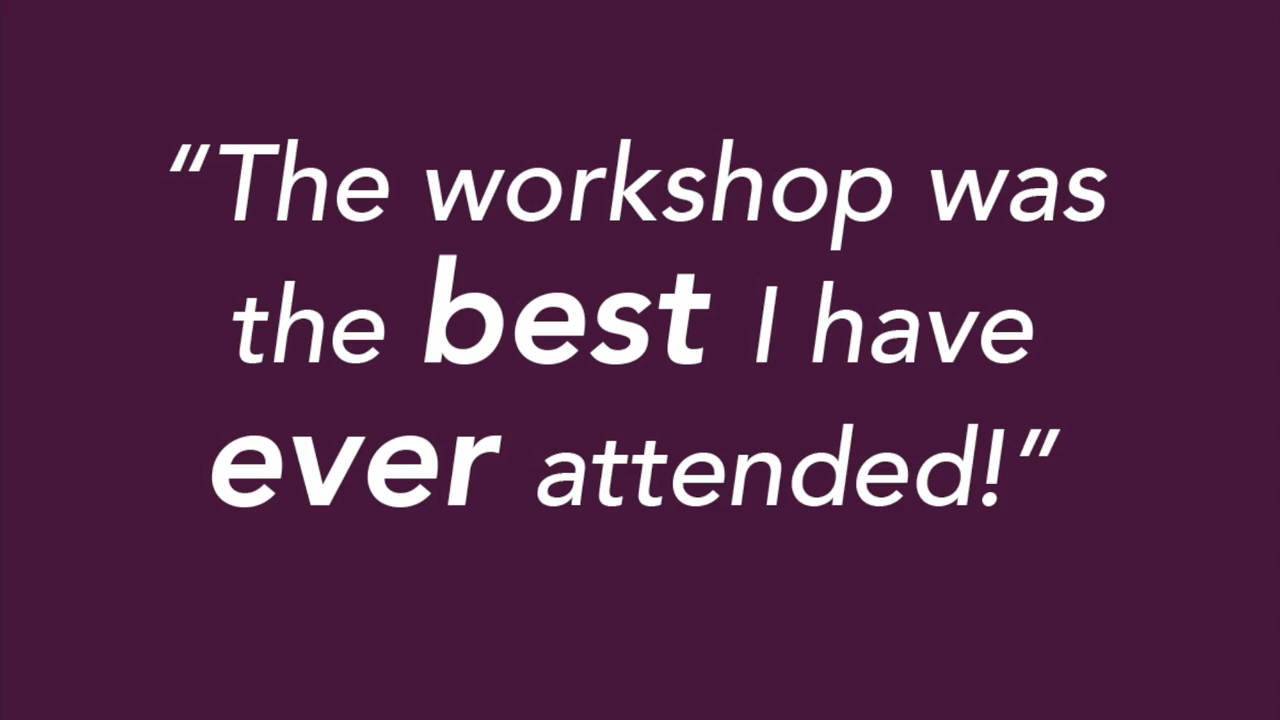 “The workshop was
the best I have
ever attended!”